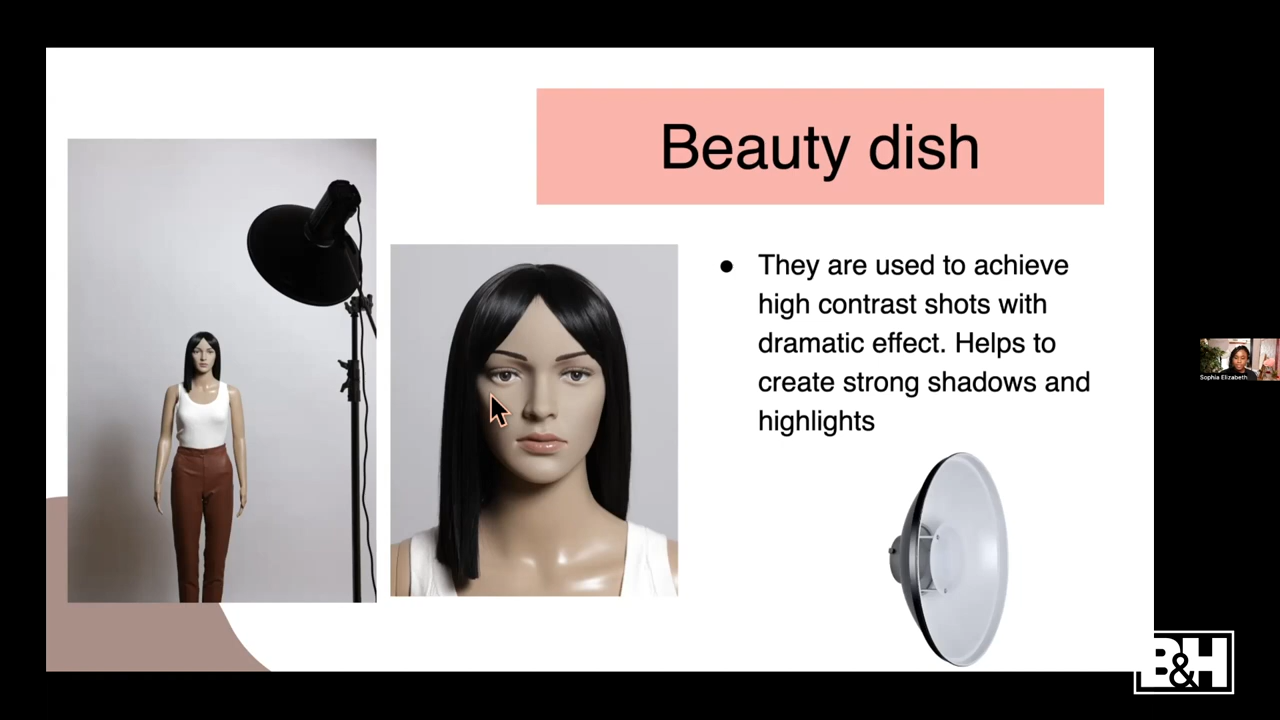 Beauty dish
● They are used to achieve
high contrast shots with
dramatic effect. Helps to
create strong shadows and
highlights
Sophia Elizabeth
B&H